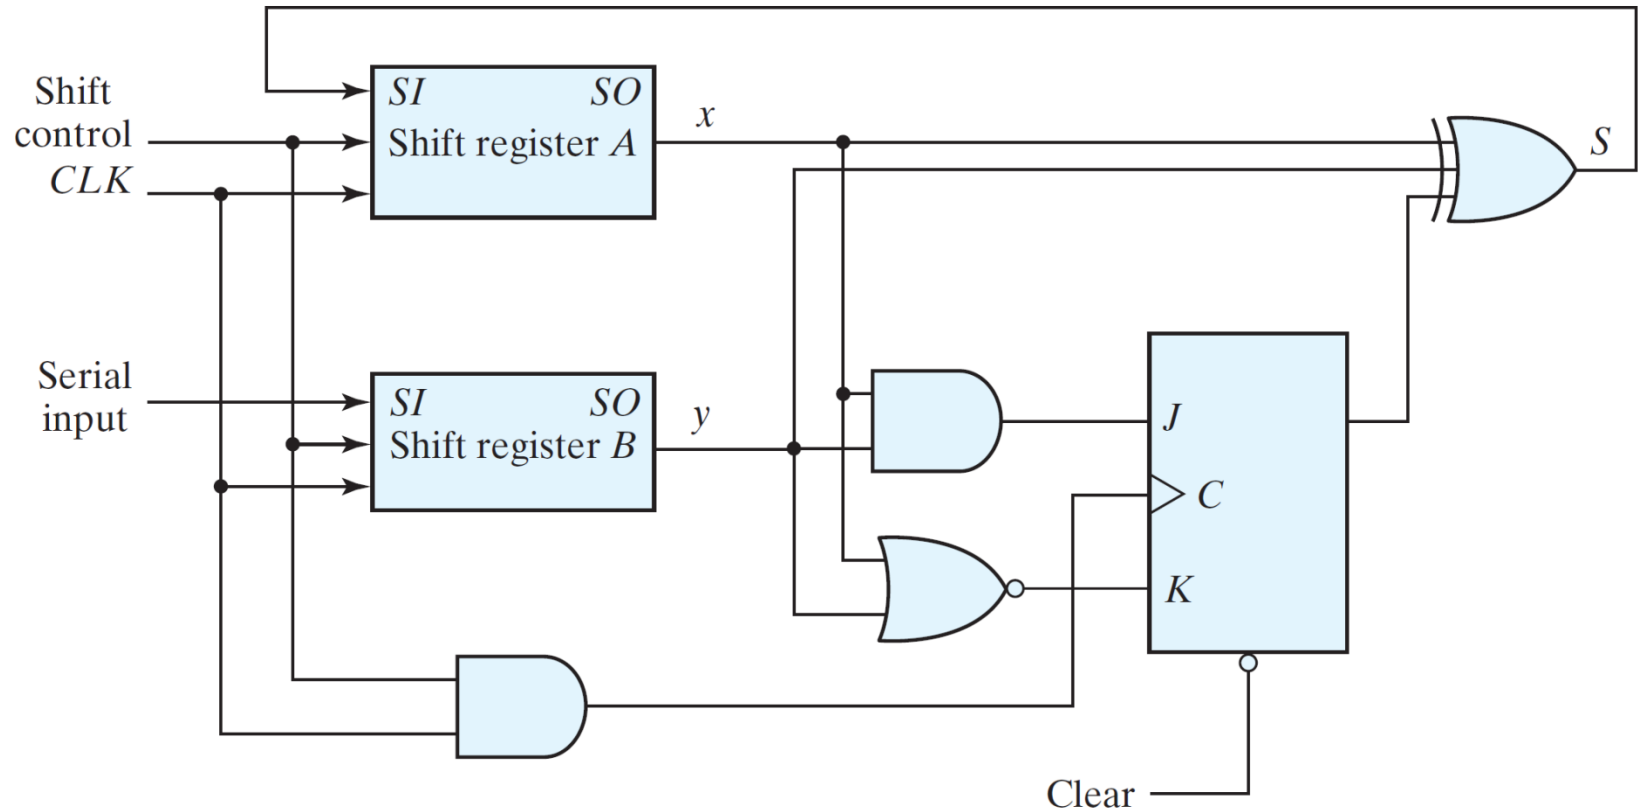 Shift
control
CLK
SI SO
Shift register A
x
S
Serial
input
SI SO
Shift register B
y
J
C
K
Clear